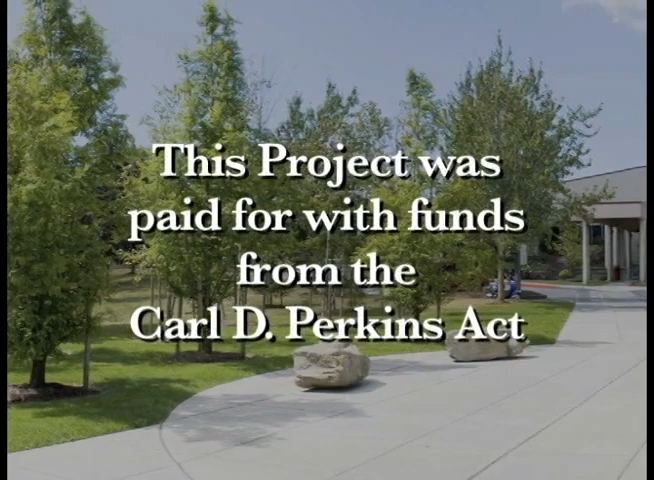 This Project was
paid for with funds
from the
Carl D. Perkins Act